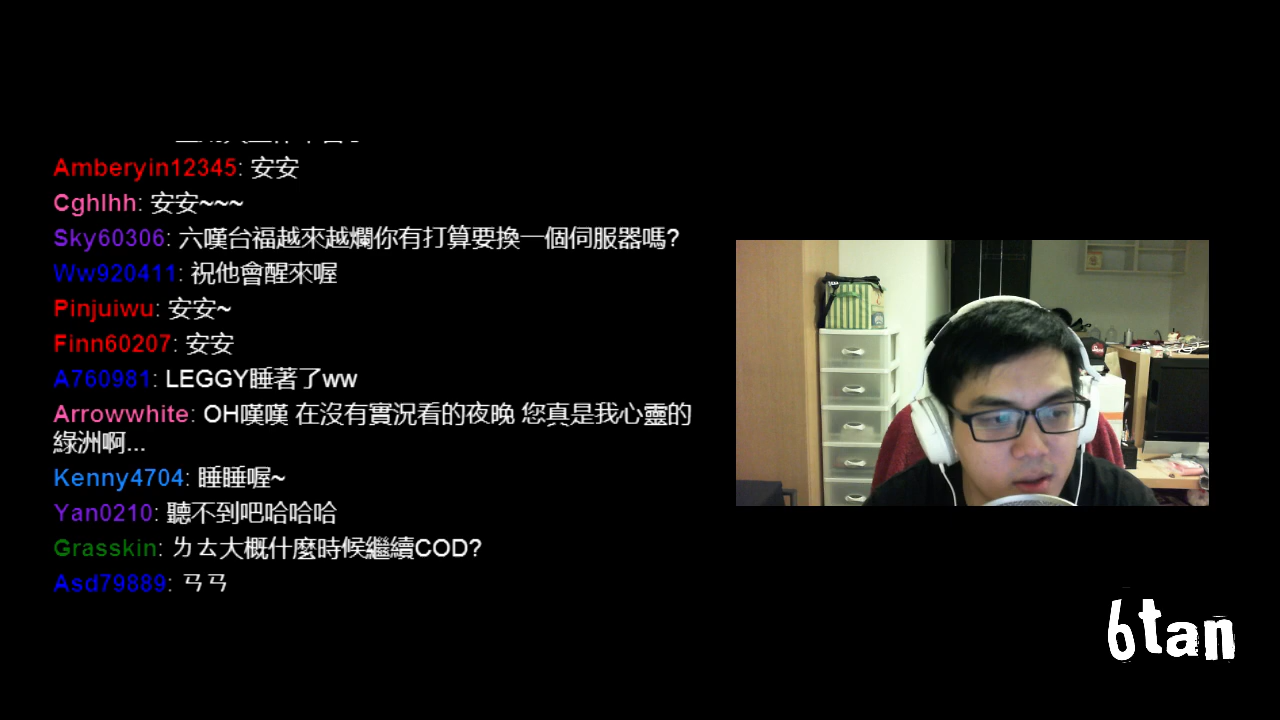 Amberyin12345: 安安
Cghlhh: 安安~~~
Sky60306: 六嘆台福越來越爛你有打算要換一個伺服器嗎?
Ww920411: 祝他會醒來喔
Pinjuiwu: 安安~
Finn60207: 安安
A760981: LEGGY睡著了ww
Arrowwhite: OH嘆嘆 在沒有實況看的夜晚 您真是我心靈的
綠洲啊...
Kenny4704: 睡睡喔~
Yan0210: 聽不到吧哈哈哈
Grasskin: ㄌㄊ大概什麼時候繼續COD?
Asd79889: ㄢㄢ
6tan